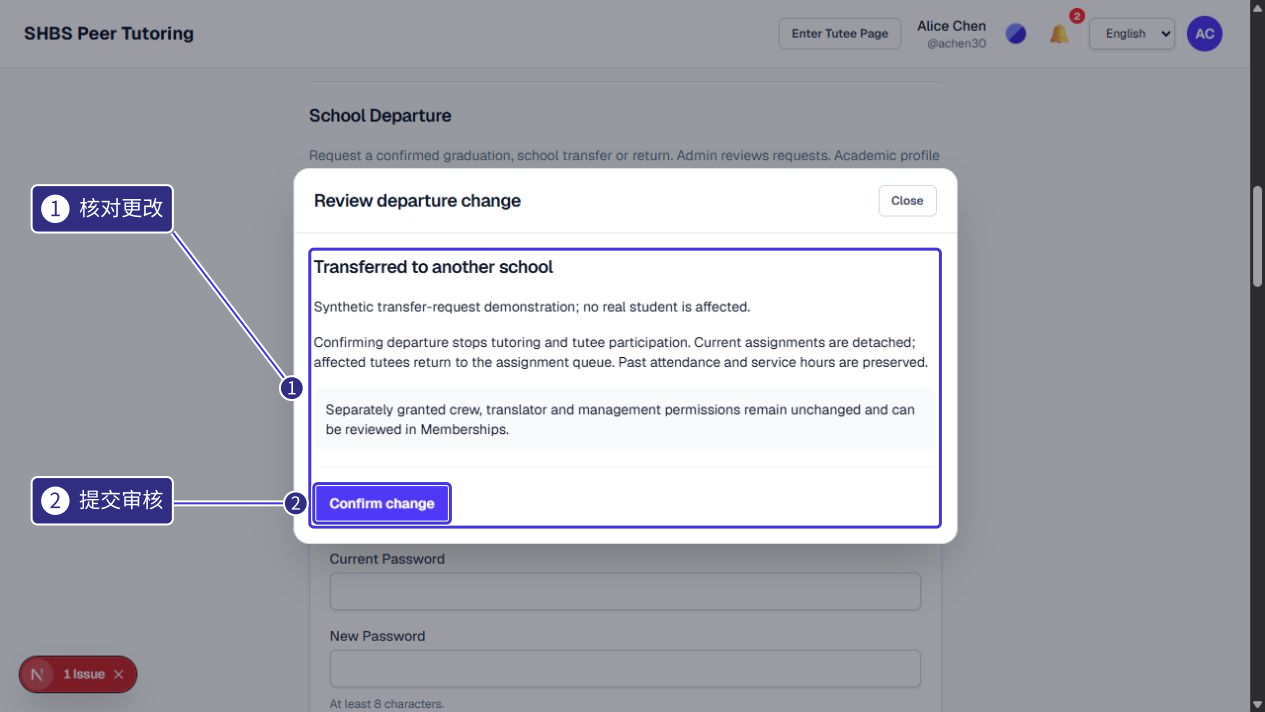 SHBS Peer Tutoring
Enter Tutee Page
Alice Chen
@achen30
2
English
AC
School Departure
Request a confirmed graduation, school transfer or return. Admin reviews requests. Academic profile
Review departure change
Close
1 核对更改
Transferred to another school
Synthetic transfer-request demonstration; no real student is affected.
Confirming departure stops tutoring and tutee participation. Current assignments are detached;
affected tutees return to the assignment queue. Past attendance and service hours are preserved.
1
Separately granted crew, translator and management permissions remain unchanged and can
be reviewed in Memberships.
2 提交审核
2
Confirm change
Current Password
New Password
N 1 Issue ×
At least 8 characters.